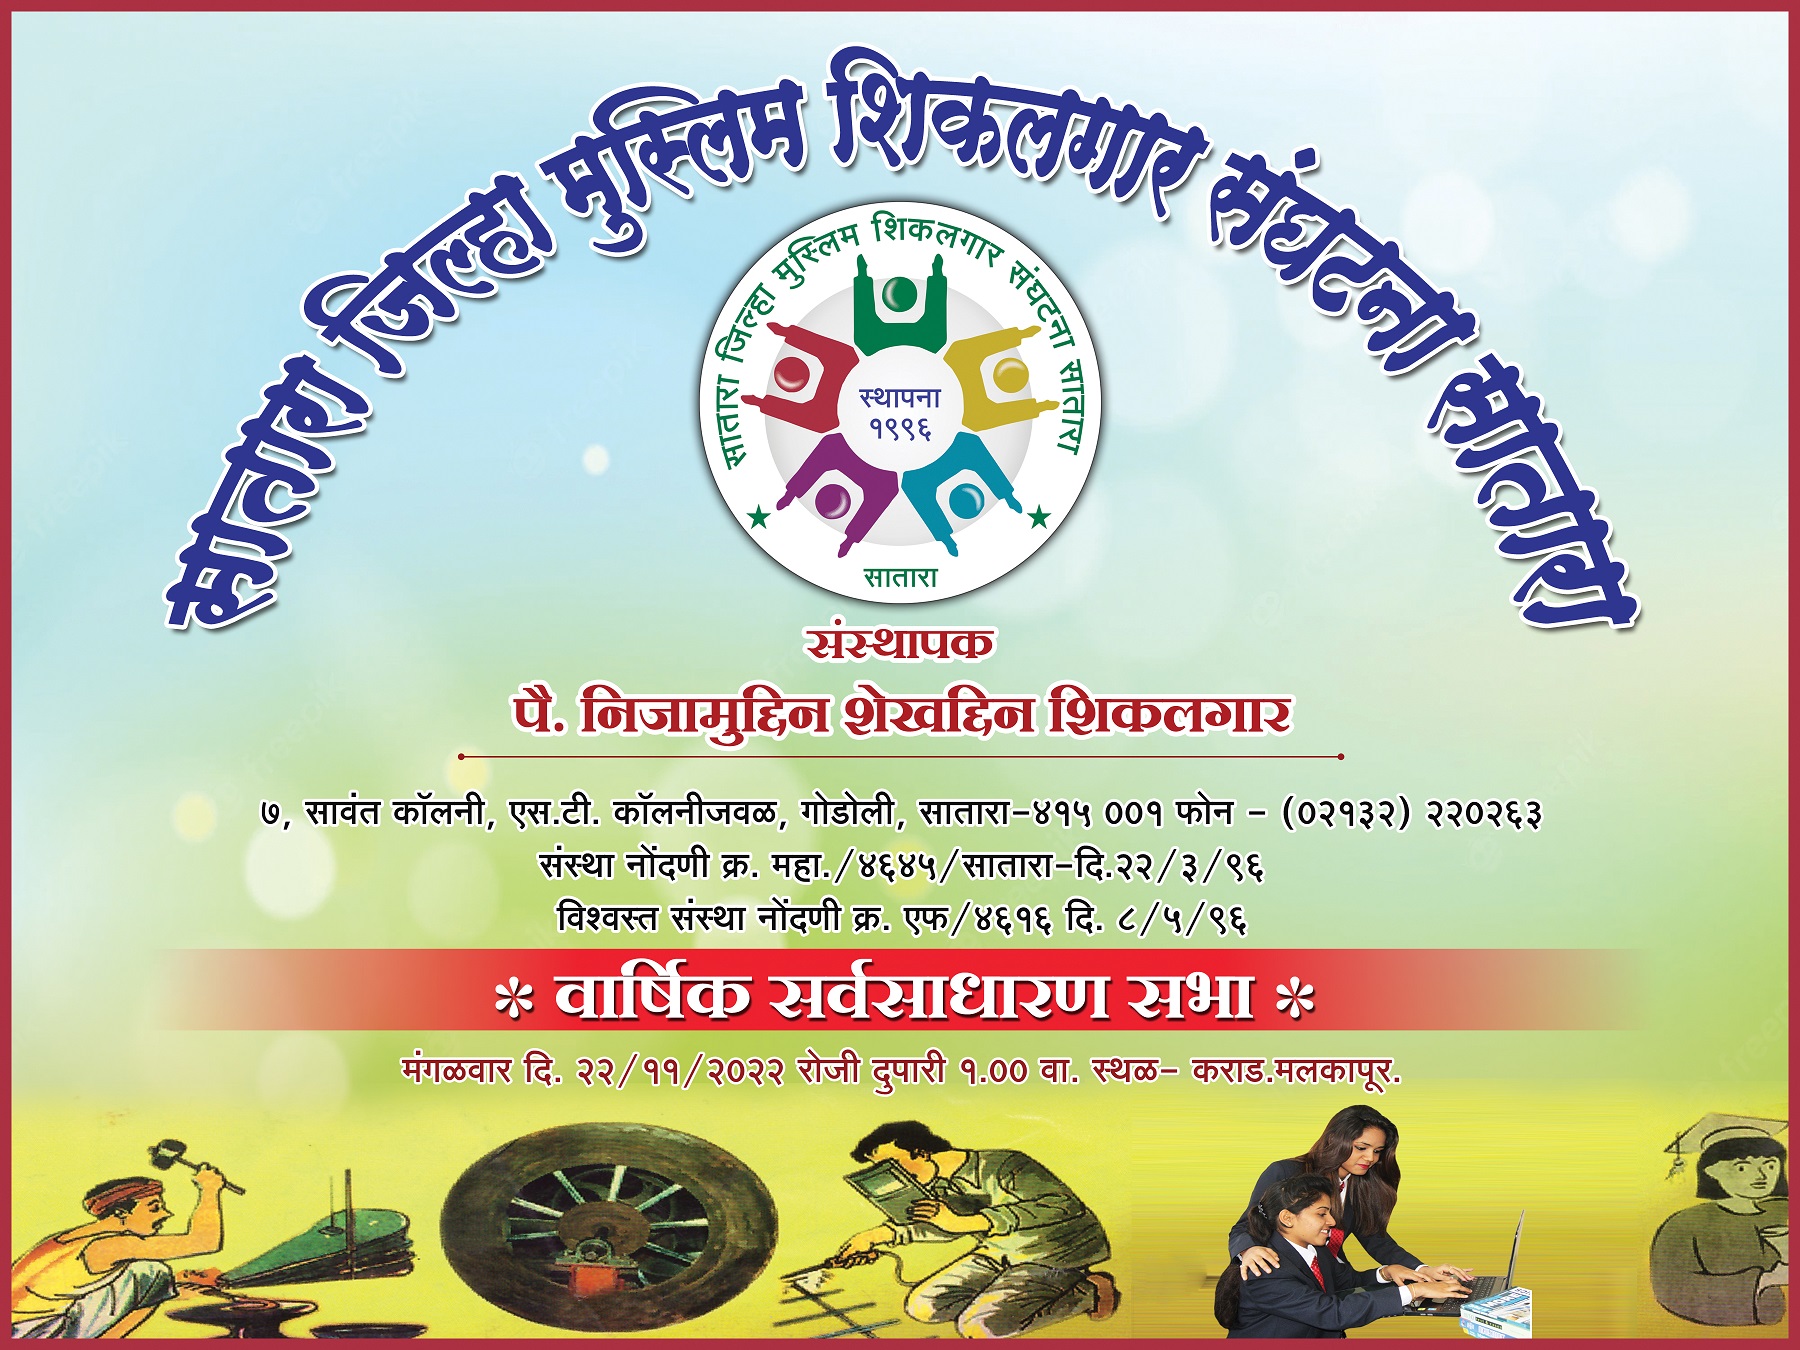 सातारा जिल्हा मुस्लिम शिकलगार संघटना सातारा
सातारा जिल्हा मुस्लिम शिकलगार संघटना सातारा
स्थापना
१९९६
सातारा
संस्थापक
पै. निजामुद्दिन शेखद्दिन शिकलगार
७, सावंत कॉलनी, एस.टी. कॉलनीजवळ, गोडोली, सातारा-४१५ ००१ फोन - (०२१३२) २२०२६३
संस्था नोंदणी क्र. महा./४६४५/सातारा-दि.२२/३/९६
विश्वस्त संस्था नोंदणी क्र. एफ/४६१६ दि. ८/५/९६
* वार्षिक सर्वसाधारण सभा *
मंगळवार दि. २२/११/२०२२ रोजी दुपारी १.०० वा. स्थळ- कराड.मलकापूर.